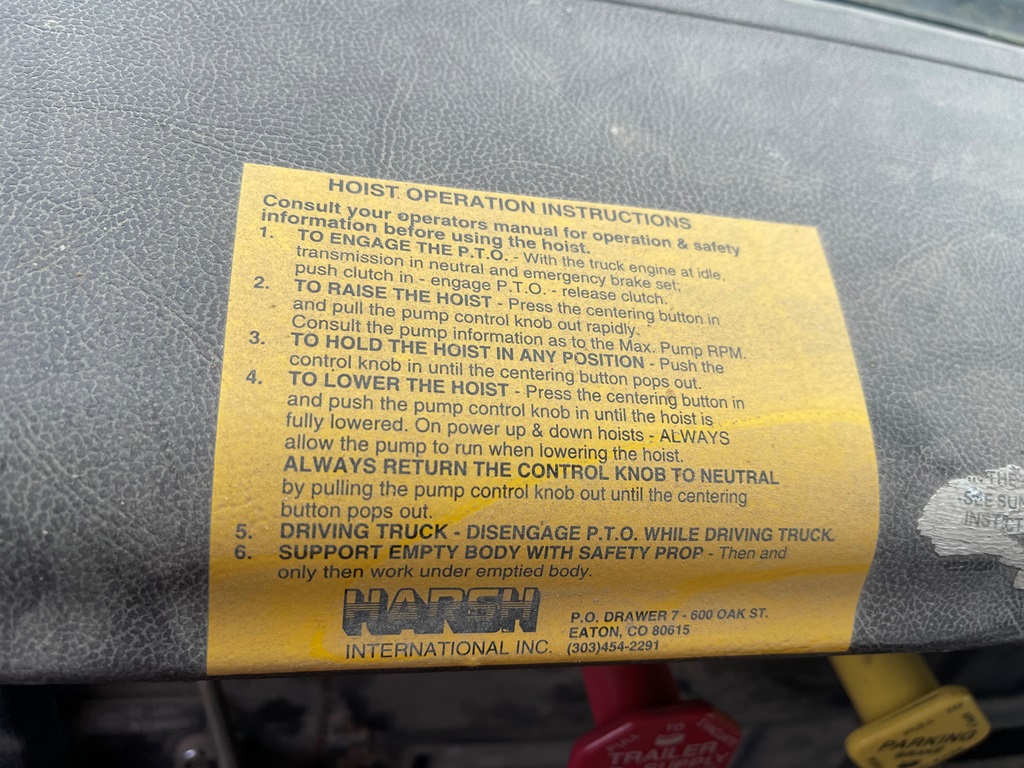 HOIST OPERATION INSTRUCTIONS
Consult your operators manual for operation & safety
information before using the hoist.
1. TO ENGAGE THE P.T.O. - With the truck engine at idle,
transmission in neutral and emergency brake set;
push clutch in - engage P.T.O. - release clutch.
2. TO RAISE THE HOIST - Press the centering button in
and pull the pump control knob out rapidly.
Consult the pump information as to the Max. Pump RPM.
3. TO HOLD THE HOIST IN ANY POSITION - Push the
control knob in until the centering button pops out.
4. TO LOWER THE HOIST - Press the centering button in
and push the pump control knob in until the hoist is
fully lowered. On power up & down hoists - ALWAYS
allow the pump to run when lowering the hoist.
ALWAYS RETURN THE CONTROL KNOB TO NEUTRAL
by pulling the pump control knob out until the centering
button pops out.
5. DRIVING TRUCK - DISENGAGE P.T.O. WHILE DRIVING TRUCK.
6. SUPPORT EMPTY BODY WITH SAFETY PROP - Then and
only then work under emptied body.
HARSH
INTERNATIONAL INC.
P.O. DRAWER 7 - 600 OAK ST.
EATON, CO 80615
(303)454-2291
THE
SEE SUN
PULL TO
TRAILER
SUPPLY
PULL TO
PARKING
BRAKE